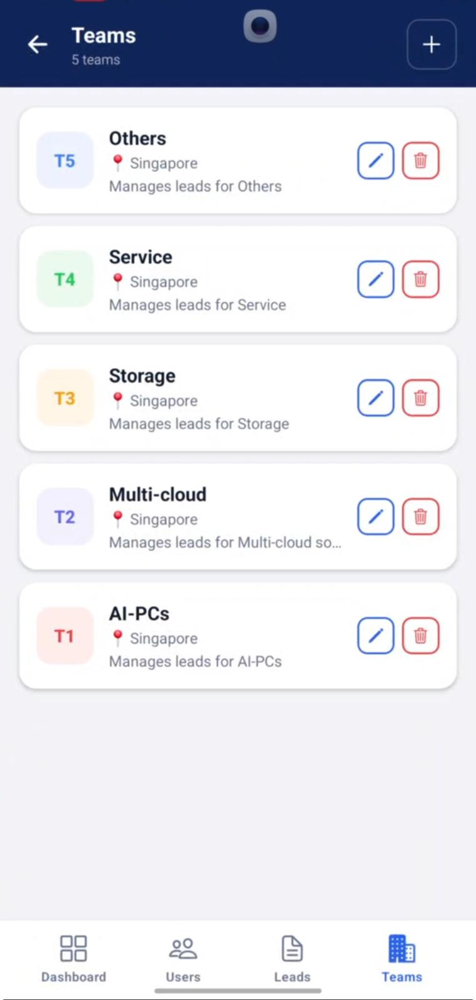 Teams
5 teams
T5
Others
Singapore
Manages leads for Others
T4
Service
Singapore
Manages leads for Service
T3
Storage
Singapore
Manages leads for Storage
T2
Multi-cloud
Singapore
Manages leads for Multi-cloud so...
T1
AI-PCs
Singapore
Manages leads for AI-PCs
Dashboard Users Leads Teams